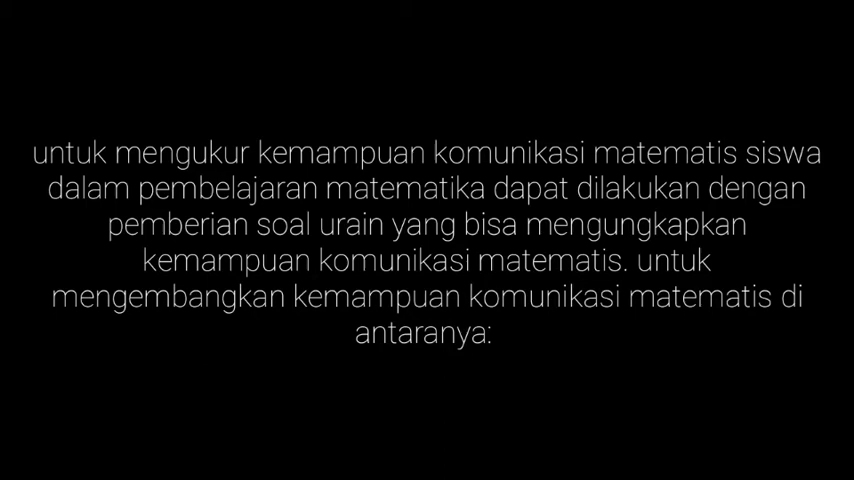 untuk mengukur kemampuan komunikasi matematis siswa
dalam pembelajaran matematika dapat dilakukan dengan
pemberian soal urain yang bisa mengungkapkan
kemampuan komunikasi matematis. untuk
mengembangkan kemampuan komunikasi matematis di
antaranya: